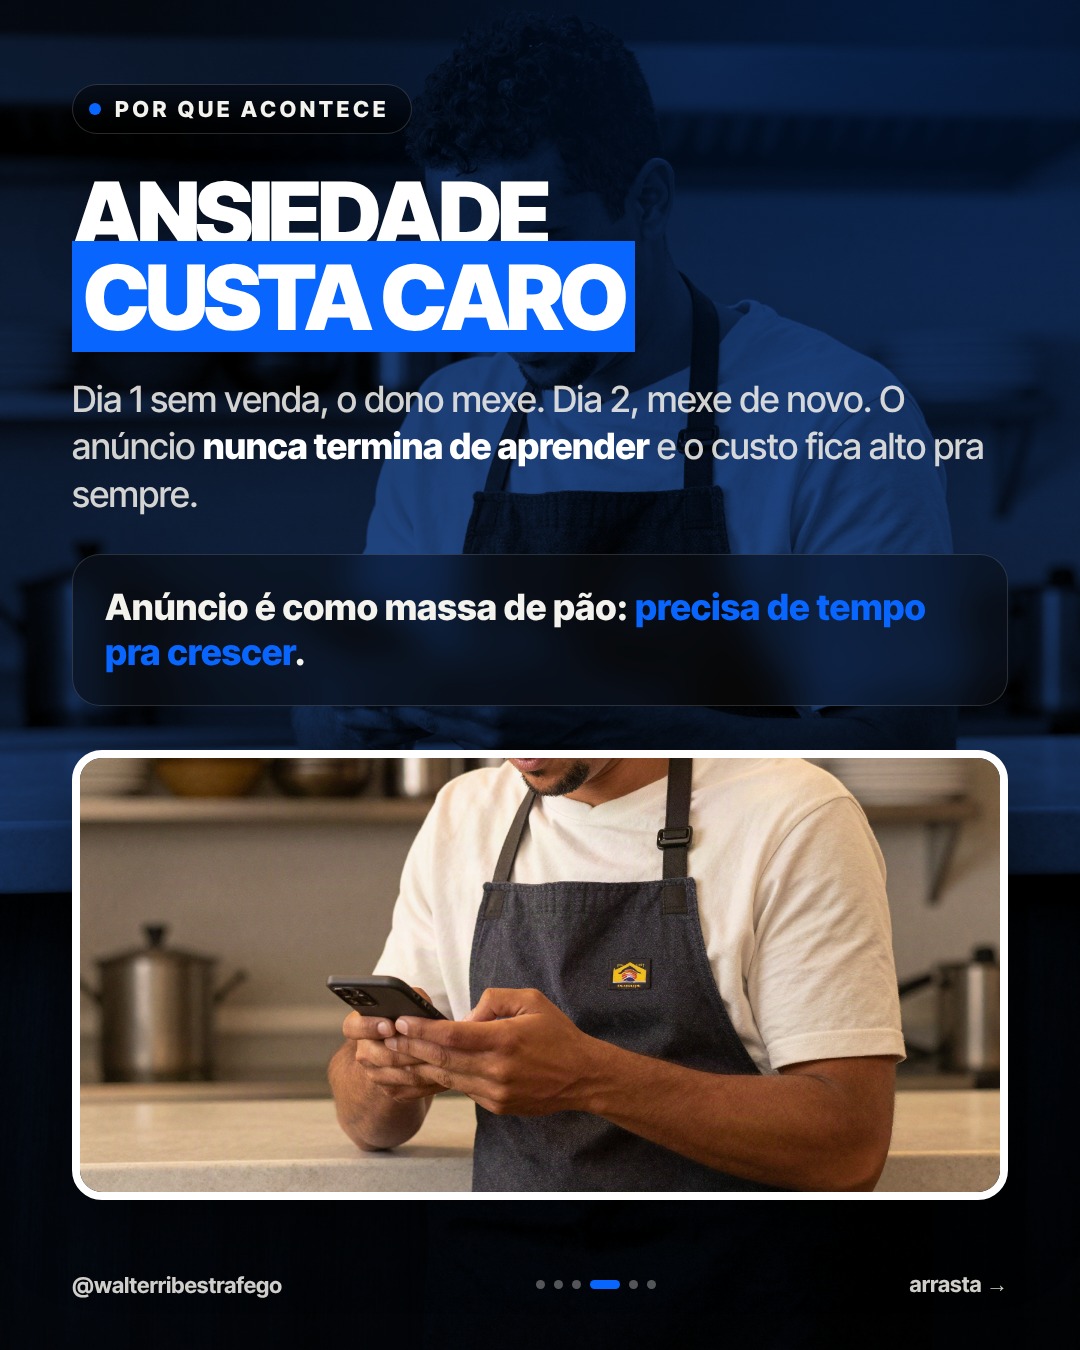 POR QUE ACONTECE
ANSIEDADE
CUSTA CARO
Dia 1 sem venda, o dono mexe. Dia 2, mexe de novo. O
anúncio nunca termina de aprender e o custo fica alto pra
sempre.
Anúncio é como massa de pão: precisa de tempo
pra crescer.
@walterribestrafego
arrasta →